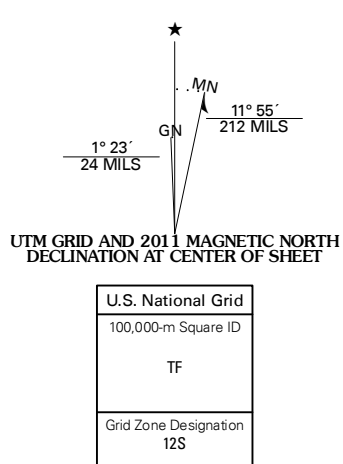 ★
MN
GN
11° 55´
212 MILS
1° 23´
24 MILS
UTM GRID AND 2011 MAGNETIC NORTH
DECLINATION AT CENTER OF SHEET
U.S. National Grid
100,000-m Square ID
TF
Grid Zone Designation
12S